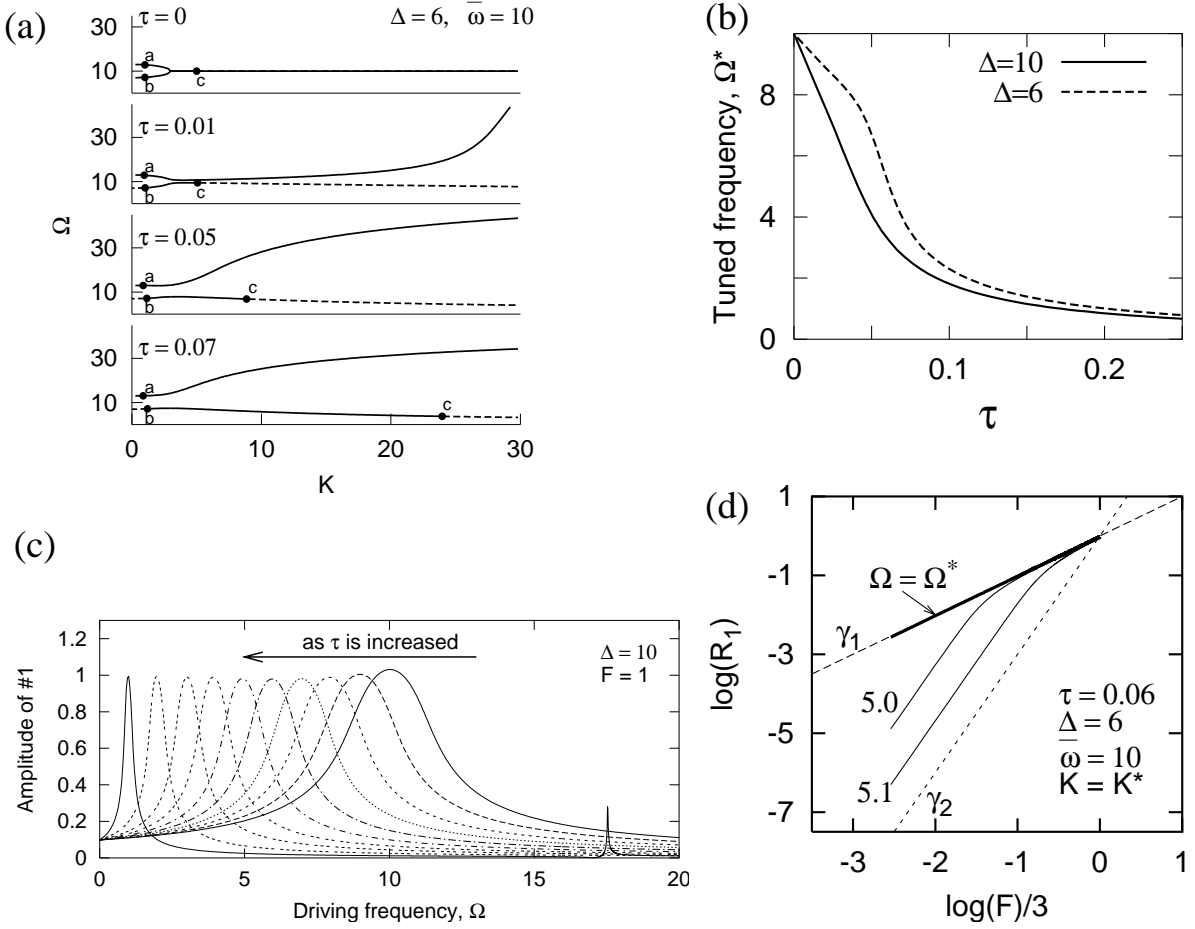 (a)
τ = 0
Δ = 6, ω̅ = 10
30
10
a
b
c
τ = 0.01
30
10
a
b
c
Ω
τ = 0.05
30
10
a
b
c
τ = 0.07
30
10
a
b
c
0 10 20 30
K
(b)
Tuned frequency, Ω*
8
4
0
Δ=10
Δ=6
0 0.1 0.2
τ
(c)
Amplitude of #1
1.2
1
0.8
0.6
0.4
0.2
0
as τ is increased
Δ = 10
F = 1
0 5 10 15 20
Driving frequency, Ω
(d)
log(R₁)
1
-1
-3
-5
-7
Ω = Ω*
γ₁
5.0
5.1
γ₂
τ = 0.06
Δ = 6
ω̅ = 10
K = K*
-3 -2 -1 0 1
log(F)/3